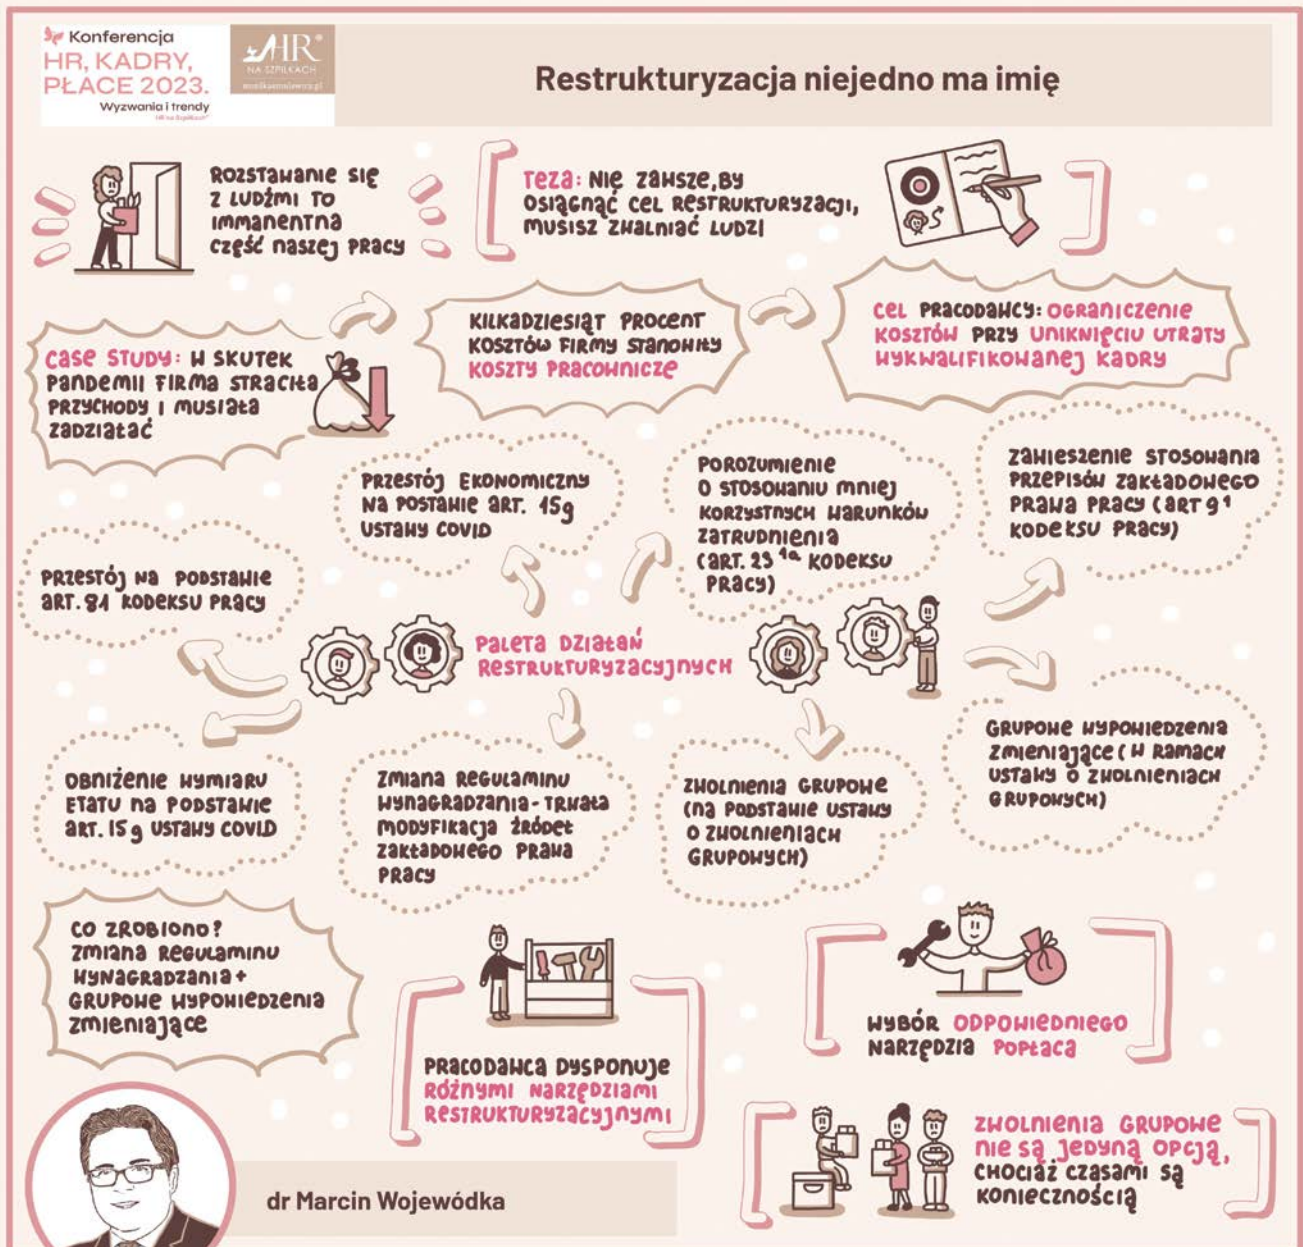 Konferencja
HR, KADRY,
PŁACE 2023.
Wyzwania i trendy
HR na Szpilkach®
HR®
NA SZPILKACH
Restrukturyzacja niejedno ma imię
ROZSTAWANIE SIĘ
Z LUDŹMI TO
IMMANENTNA
CZĘŚĆ NASZEJ PRACY
TEZA: NIE ZAWSZE, BY
OSIĄGNĄĆ CEL RESTRUKTURYZACJI,
MUSISZ ZWALNIAĆ LUDZI
CASE STUDY: W SKUTEK
PANDEMII FIRMA STRACIŁA
PRZYCHODY I MUSIAŁA
ZADZIAŁAĆ
KILKADZIESIĄT PROCENT
KOSZTÓW FIRMY STANOWIŁY
KOSZTY PRACOWNICZE
CEL PRACODAWCY: OGRANICZENIE
KOSZTÓW PRZY UNIKNIĘCIU UTRATY
WYKWALIFIKOWANEJ KADRY
PRZESTÓJ NA PODSTAWIE
ART. 81 KODEKSU PRACY
PRZESTÓJ EKONOMICZNY
NA POSTAWIE ART. 15g
USTAWY COVID
POROZUMIENIE
O STOSOWANIU MNIEJ
KORZYSTNYCH WARUNKÓW
ZATRUDNIENIA
(ART. 23 1a KODEKSU
PRACY)
ZAWIESZENIE STOSOWANIA
PRZEPISÓW ZAKŁADOWEGO
PRAWA PRACY (ART 9 1
KODEKSU PRACY)
PALETA DZIAŁAŃ
RESTRUKTURYZACYJNYCH
OBNIŻENIE WYMIARU
ETATU NA PODSTAWIE
ART. 15g USTAWY COVID
ZMIANA REGULAMINU
WYNAGRADZANIA - TRWAŁA
MODYFIKACJA ŹRÓDEŁ
ZAKŁADOWEGO PRAWA
PRACY
ZWOLNIENIA GRUPOWE
(NA PODSTAWIE USTAWY
O ZWOLNIENIACH
GRUPOWYCH)
GRUPOWE WYPOWIEDZENIA
ZMIENIAJĄCE (W RAMACH
USTAWY O ZWOLNIENIACH
GRUPOWYCH)
CO ZROBIONO?
ZMIANA REGULAMINU
WYNAGRADZANIA +
GRUPOWE WYPOWIEDZENIA
ZMIENIAJĄCE
PRACODAWCA DYSPONUJE
RÓŻNYMI NARZĘDZIAMI
RESTRUKTURYZACYJNYMI
WYBÓR ODPOWIEDNIEGO
NARZĘDZIA POPŁACA
ZWOLNIENIA GRUPOWE
NIE SĄ JEDYNĄ OPCJĄ,
CHOCIAŻ CZASAMI SĄ
KONIECZNOŚCIĄ
dr Marcin Wojewódka